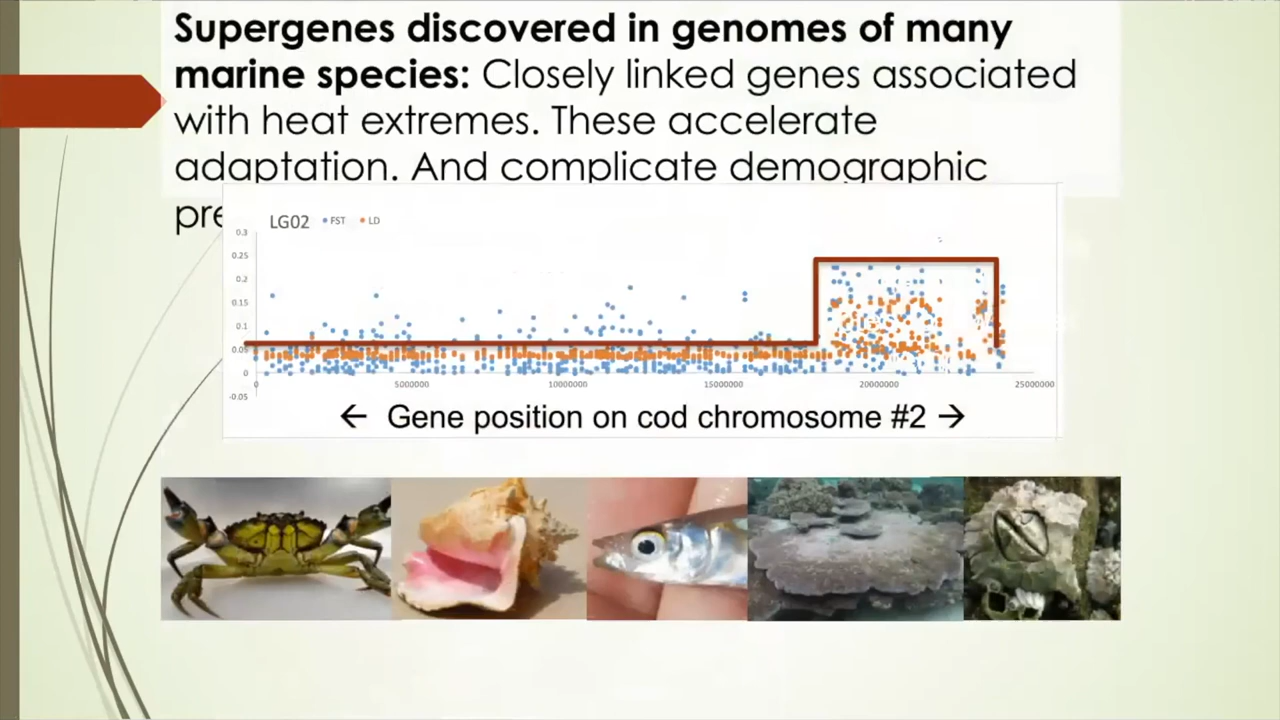 Supergenes discovered in genomes of many
marine species: Closely linked genes associated
with heat extremes. These accelerate
adaptation. And complicate demographic
LG02 FST LD
0.3
0.25
0.2
0.15
0.1
0.05
0
-0.05
0 5000000 10000000 15000000 20000000 25000000
← Gene position on cod chromosome #2 →